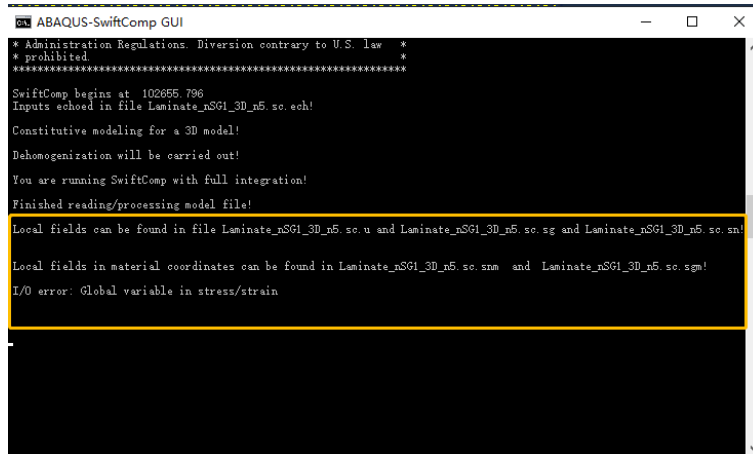 ABAQUS-SwiftComp GUI
* Administration Regulations. Diversion contrary to U.S. law *
* prohibited. *
****************************************************************
SwiftComp begins at 102655.796
Inputs echoed in file Laminate_nSG1_3D_n5.sc.ech!
Constitutive modeling for a 3D model!
Dehomogenization will be carried out!
You are running SwiftComp with full integration!
Finished reading/processing model file!
Local fields can be found in file Laminate_nSG1_3D_n5.sc.u and Laminate_nSG1_3D_n5.sc.sg and Laminate_nSG1_3D_n5.sc.sn!
Local fields in material coordinates can be found in Laminate_nSG1_3D_n5.sc.snm and Laminate_nSG1_3D_n5.sc.sgm!
I/O error: Global variable in stress/strain